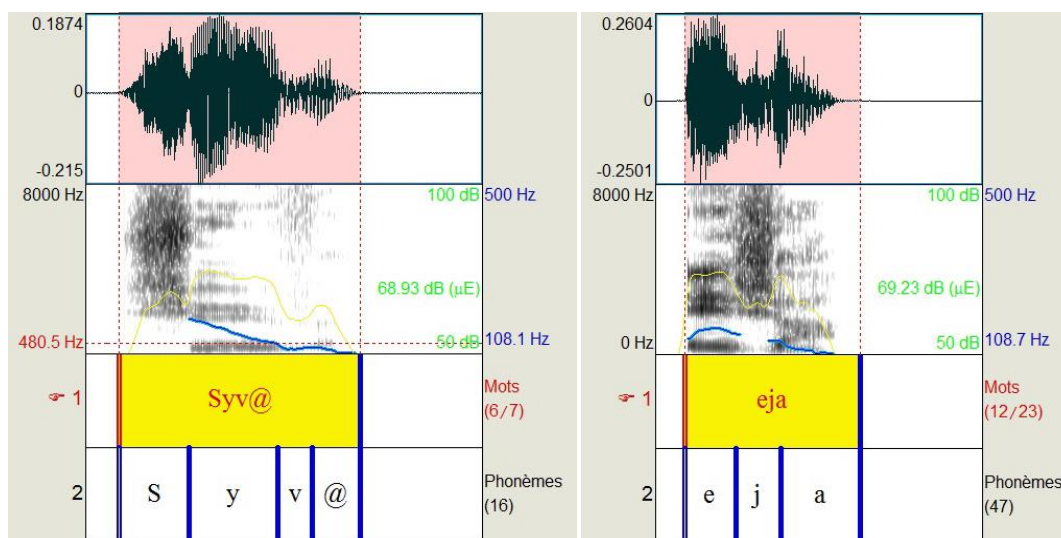 0.1874
0
-0.215
8000 Hz
100 dB
500 Hz
68.93 dB (µE)
480.5 Hz
50 dB
108.1 Hz
☞ 1
Syv@
Mots
(6/7)
2
S y v @
Phonèmes
(16)
0.2604
0
-0.2501
8000 Hz
100 dB
500 Hz
69.23 dB (µE)
0 Hz
50 dB
108.7 Hz
☞ 1
eja
Mots
(12/23)
2
e j a
Phonèmes
(47)